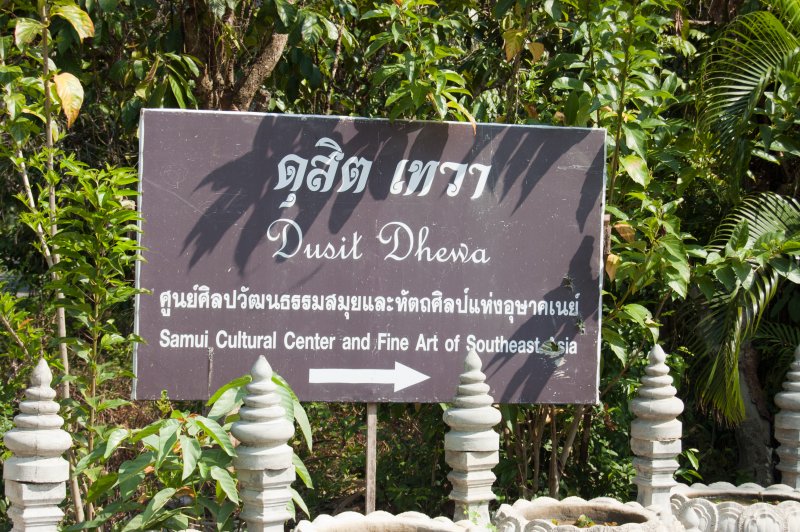 ดุสิต เทวา
Dusit Dhewa
ศูนย์ศิลปวัฒนธรรมสมุยและหัตถศิลป์แห่งอุษาคเนย์
Samui Cultural Center and Fine Art of Southeast Asia